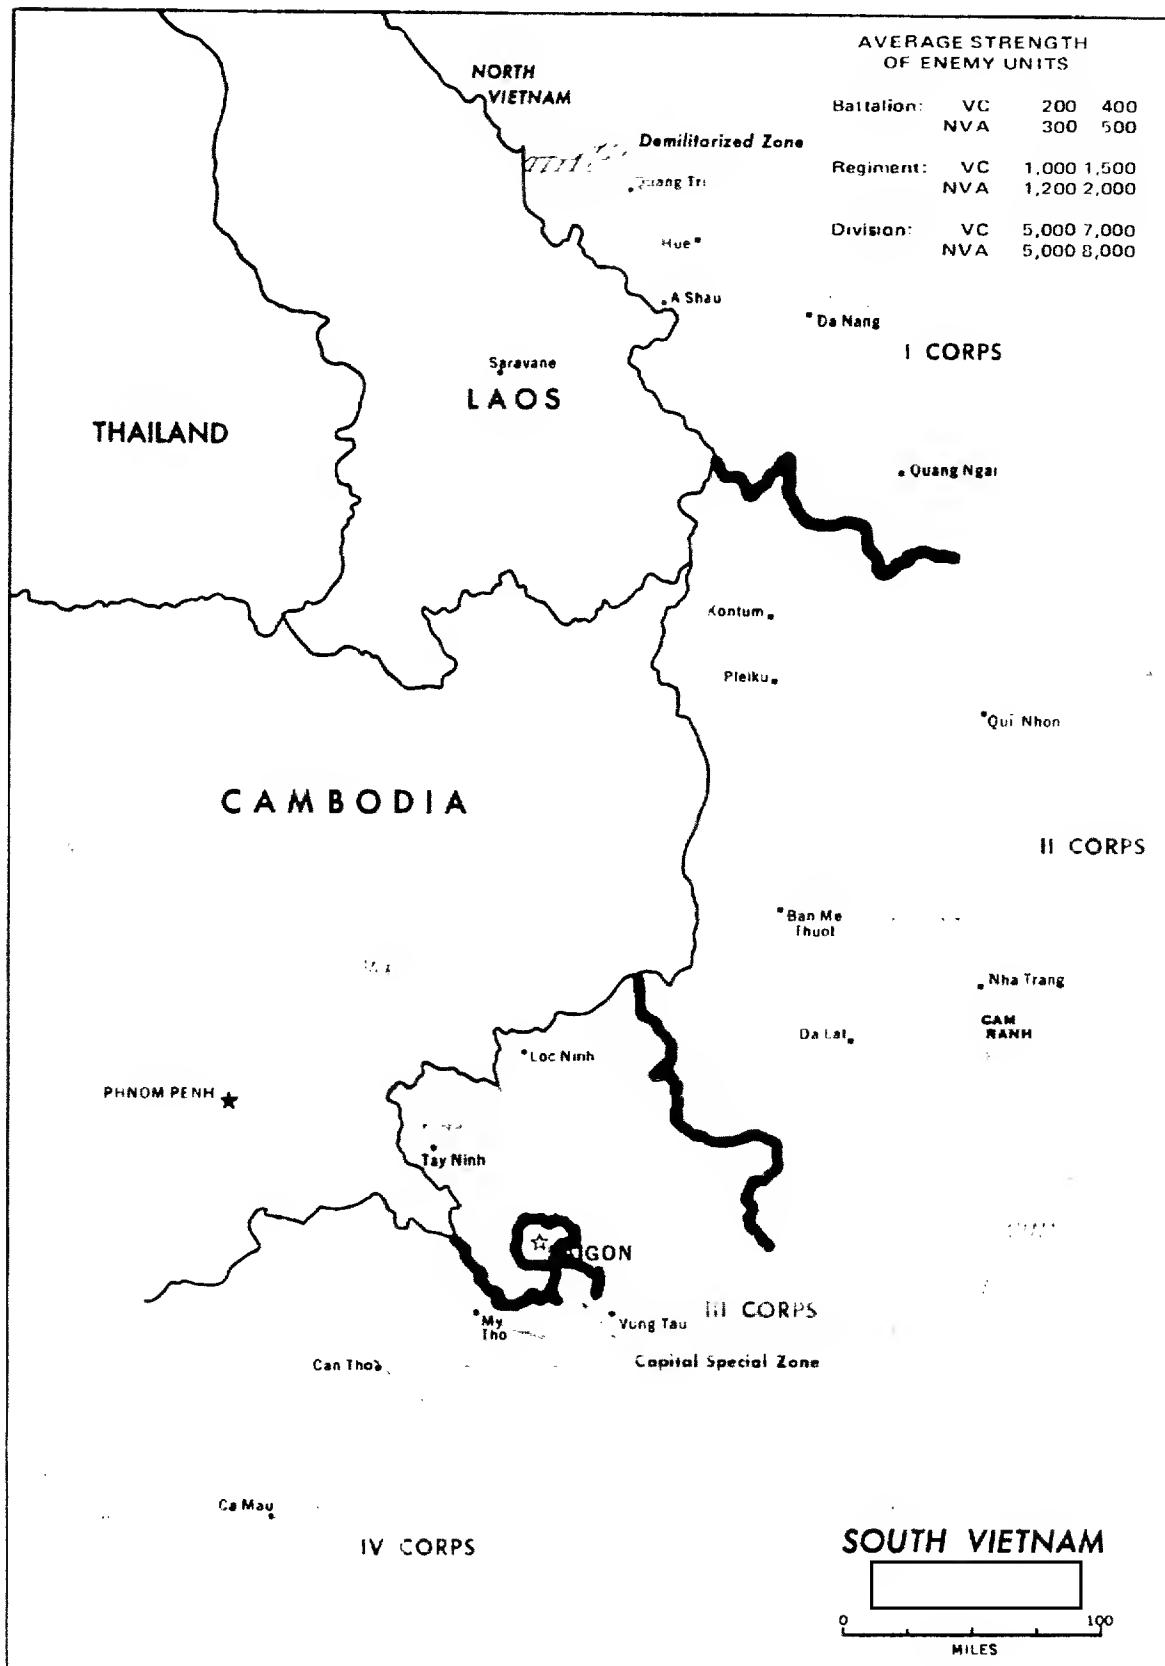 AVERAGE STRENGTH
OF ENEMY UNITS
Battalion: VC 200 400
NVA 300 500
Regiment: VC 1,000 1,500
NVA 1,200 2,000
Division: VC 5,000 7,000
NVA 5,000 8,000
NORTH
VIETNAM
Demilitarized Zone
Quang Tri
Hue
A Shau
Da Nang
I CORPS
Saravane
LAOS
THAILAND
Quang Ngai
Kontum
Pleiku
Qui Nhon
CAMBODIA
II CORPS
Ban Me
Thuot
Nha Trang
CAM
RANH
Da Lat
Loc Ninh
PHNOM PENH
Tay Ninh
GON
III CORPS
My
Tho
Vung Tau
Can Tho
Capital Special Zone
Ca Mau
IV CORPS
SOUTH VIETNAM
0 100
MILES